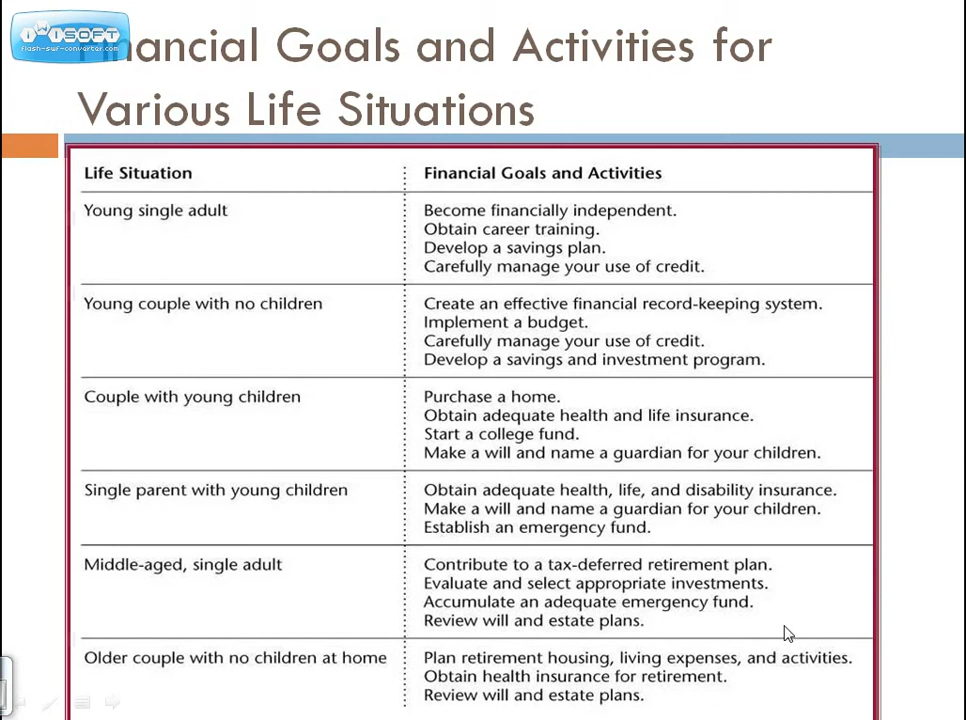 iWiSOFT
flash-swf-converter.com
Financial Goals and Activities for
Various Life Situations
Life Situation
Financial Goals and Activities
Young single adult
Become financially independent.
Obtain career training.
Develop a savings plan.
Carefully manage your use of credit.
Young couple with no children
Create an effective financial record-keeping system.
Implement a budget.
Carefully manage your use of credit.
Develop a savings and investment program.
Couple with young children
Purchase a home.
Obtain adequate health and life insurance.
Start a college fund.
Make a will and name a guardian for your children.
Single parent with young children
Obtain adequate health, life, and disability insurance.
Make a will and name a guardian for your children.
Establish an emergency fund.
Middle-aged, single adult
Contribute to a tax-deferred retirement plan.
Evaluate and select appropriate investments.
Accumulate an adequate emergency fund.
Review will and estate plans.
Older couple with no children at home
Plan retirement housing, living expenses, and activities.
Obtain health insurance for retirement.
Review will and estate plans.